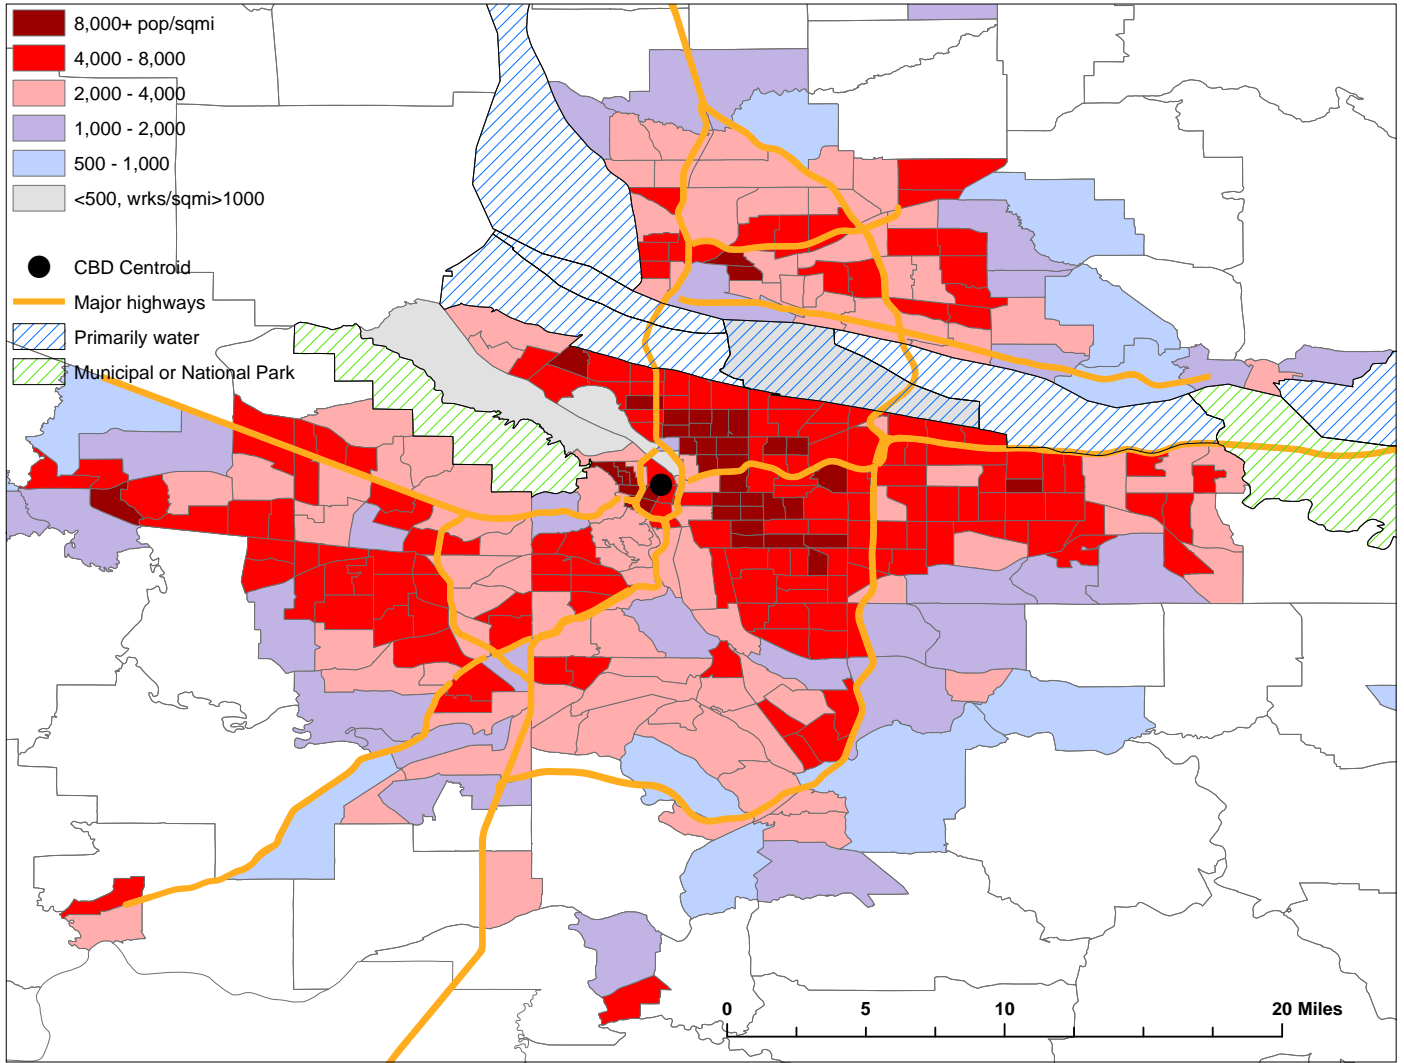 8,000+ pop/sqmi
4,000 - 8,000
2,000 - 4,000
1,000 - 2,000
500 - 1,000
<500, wrks/sqmi>1000
CBD Centroid
Major highways
Primarily water
Municipal or National Park
0 5 10 20 Miles